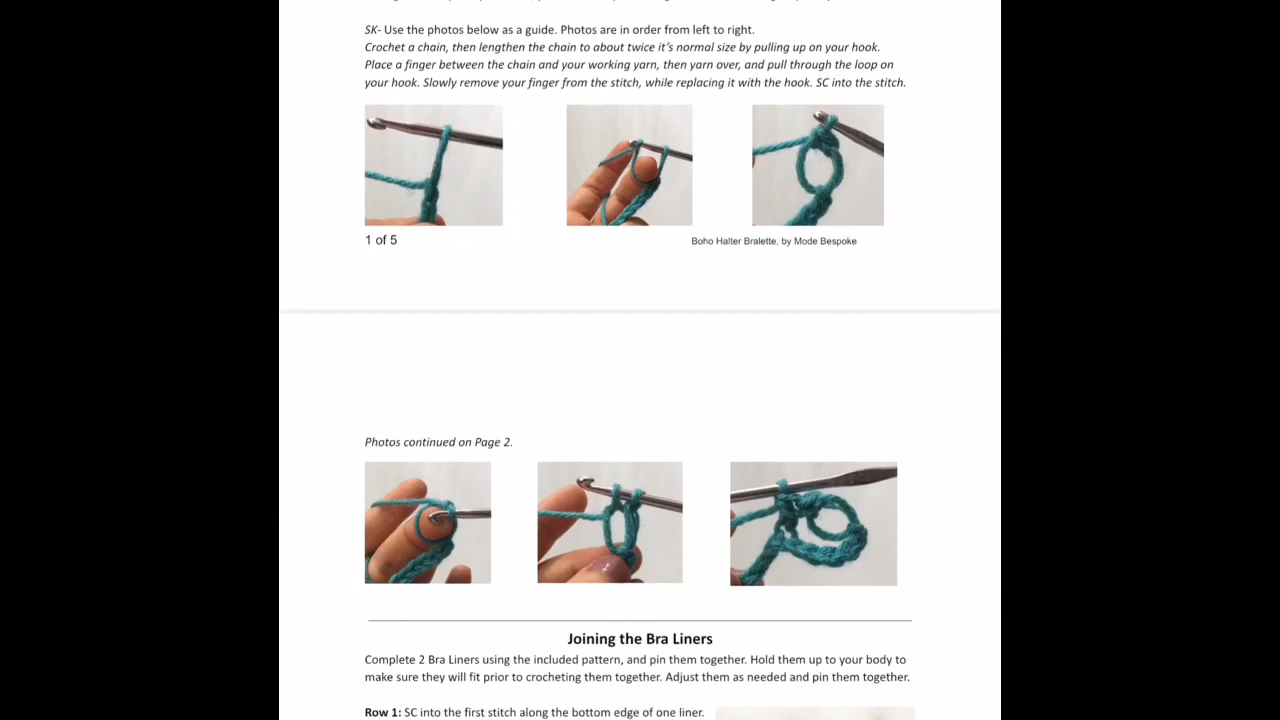 SK- Use the photos below as a guide. Photos are in order from left to right.
Crochet a chain, then lengthen the chain to about twice it's normal size by pulling up on your hook.
Place a finger between the chain and your working yarn, then yarn over, and pull through the loop on
your hook. Slowly remove your finger from the stitch, while replacing it with the hook. SC into the stitch.
1 of 5
Boho Halter Bralette, by Mode Bespoke
Photos continued on Page 2.
Joining the Bra Liners
Complete 2 Bra Liners using the included pattern, and pin them together. Hold them up to your body to
make sure they will fit prior to crocheting them together. Adjust them as needed and pin them together.
Row 1: SC into the first stitch along the bottom edge of one liner.